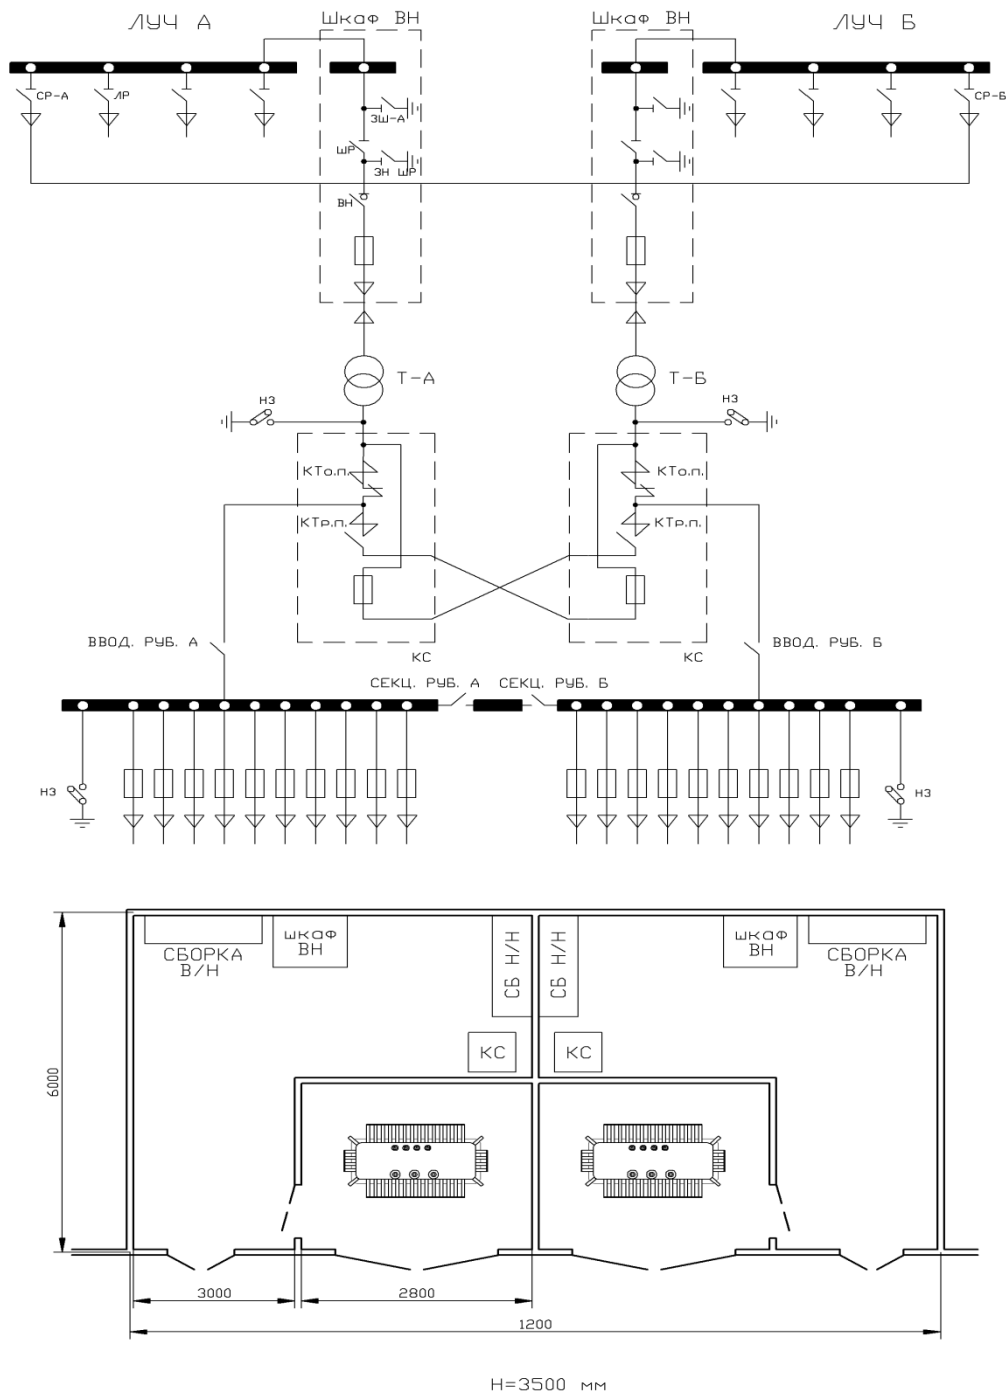 ЛУЧ А
Шкаф ВН
Шкаф ВН
ЛУЧ Б
СР-А
ЛР
СР-Б
ЗШ-А
ШР
ЗН ШР
ВН
Т-А
Т-Б
НЗ
НЗ
КТо.п.
КТо.п.
КТр.п.
КТр.п.
ВВОД. РУБ. А
КС
КС
ВВОД. РУБ. Б
СЕКЦ. РУБ. А
СЕКЦ. РУБ. Б
НЗ
НЗ
СБОРКА
В/Н
шкаф
ВН
СБ Н/Н
СБ Н/Н
шкаф
ВН
СБОРКА
В/Н
КС
КС
6000
3000
2800
1200
Н=3500 мм